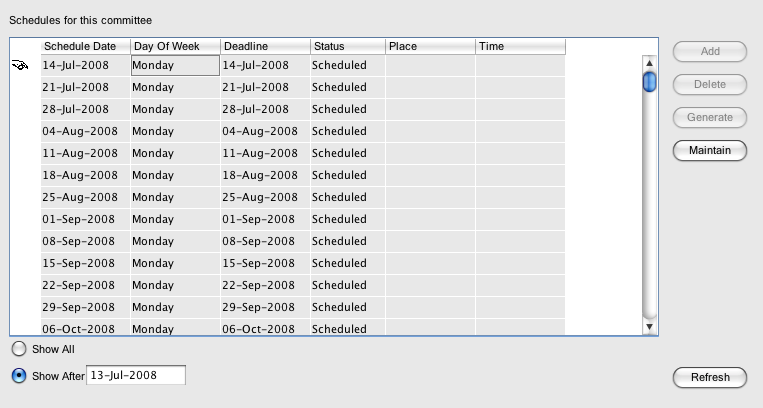 Schedules for this committee
Schedule Date Day Of Week Deadline Status Place Time
14-Jul-2008 Monday 14-Jul-2008 Scheduled
21-Jul-2008 Monday 21-Jul-2008 Scheduled
28-Jul-2008 Monday 28-Jul-2008 Scheduled
04-Aug-2008 Monday 04-Aug-2008 Scheduled
11-Aug-2008 Monday 11-Aug-2008 Scheduled
18-Aug-2008 Monday 18-Aug-2008 Scheduled
25-Aug-2008 Monday 25-Aug-2008 Scheduled
01-Sep-2008 Monday 01-Sep-2008 Scheduled
08-Sep-2008 Monday 08-Sep-2008 Scheduled
15-Sep-2008 Monday 15-Sep-2008 Scheduled
22-Sep-2008 Monday 22-Sep-2008 Scheduled
29-Sep-2008 Monday 29-Sep-2008 Scheduled
06-Oct-2008 Monday 06-Oct-2008 Scheduled
Add
Delete
Generate
Maintain
Show All
Show After 13-Jul-2008
Refresh